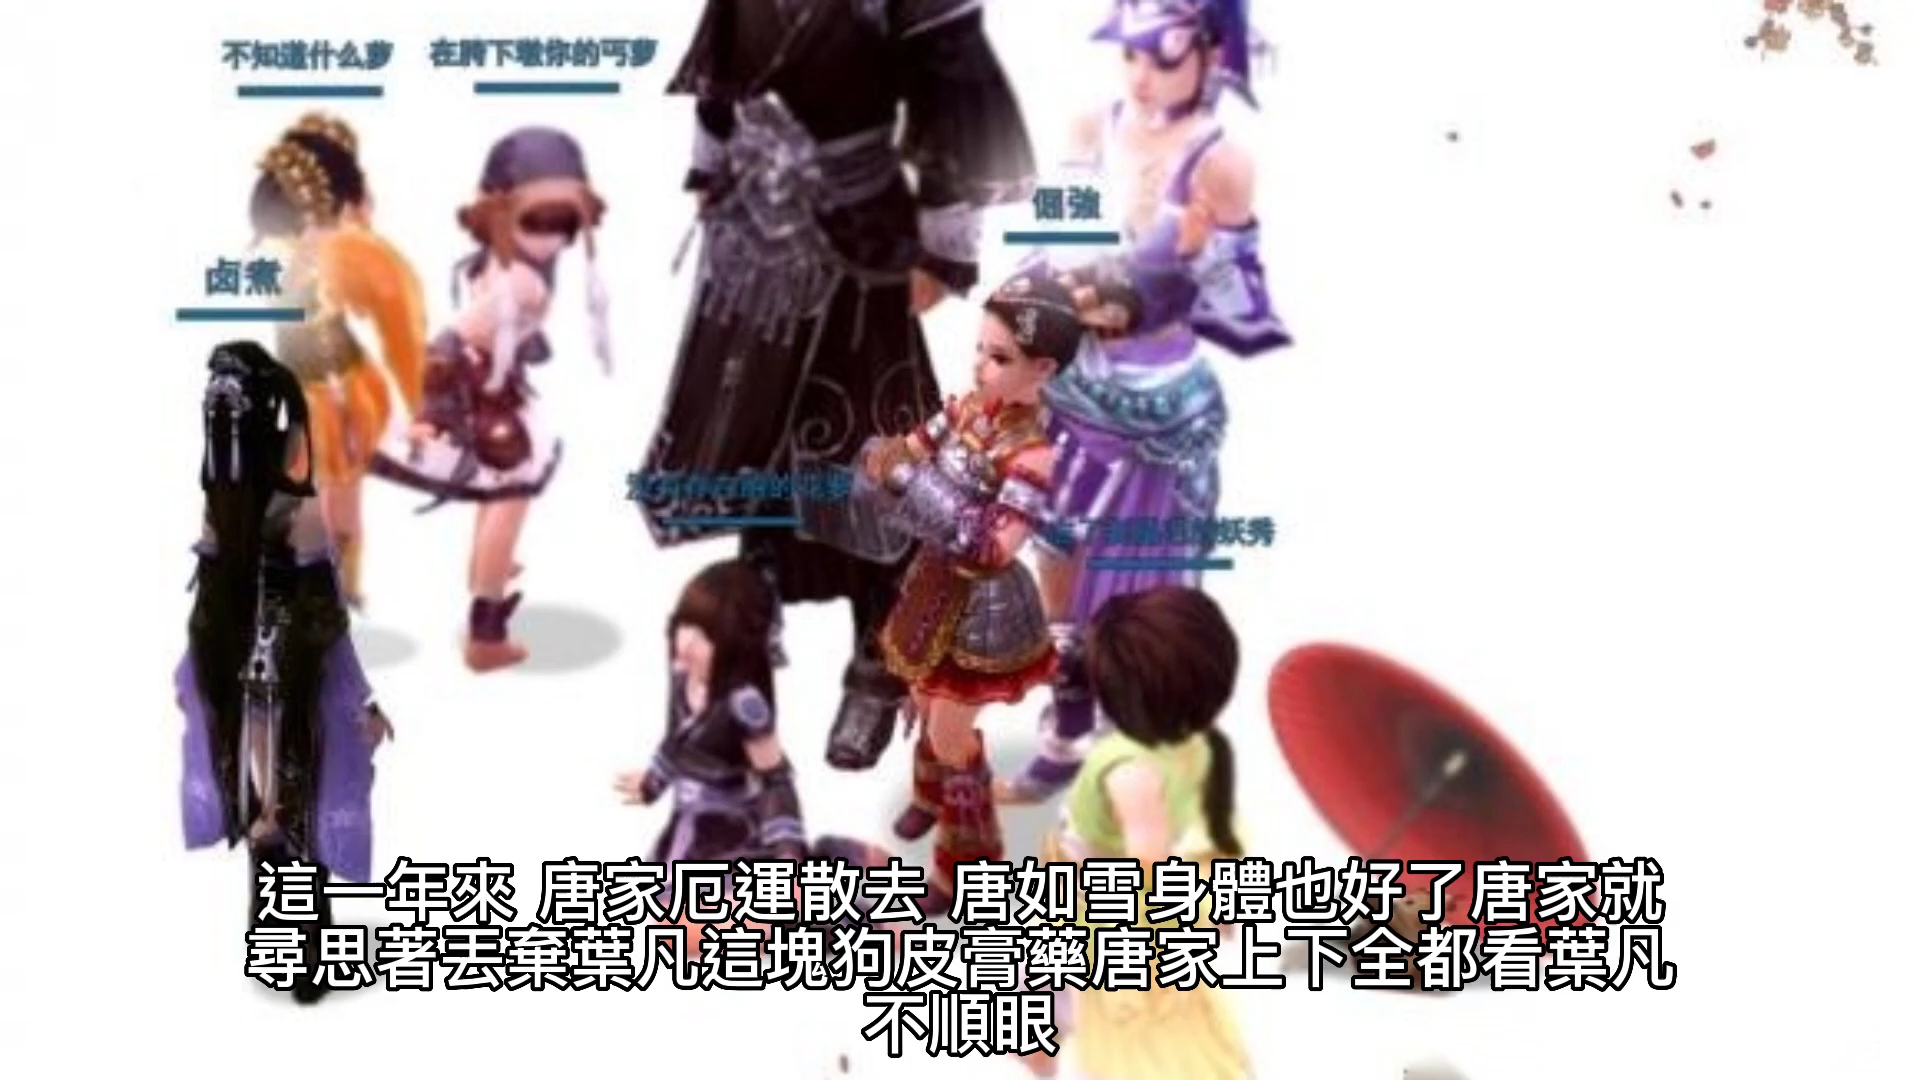 不知道什么萝
在胯下墩你的丐萝
倔強
卤煮
妖秀
這一年來 唐家厄運散去 唐如雪身體也好了唐家就
尋思著丟棄葉凡這塊狗皮膏藥唐家上下全都看葉凡
不順眼